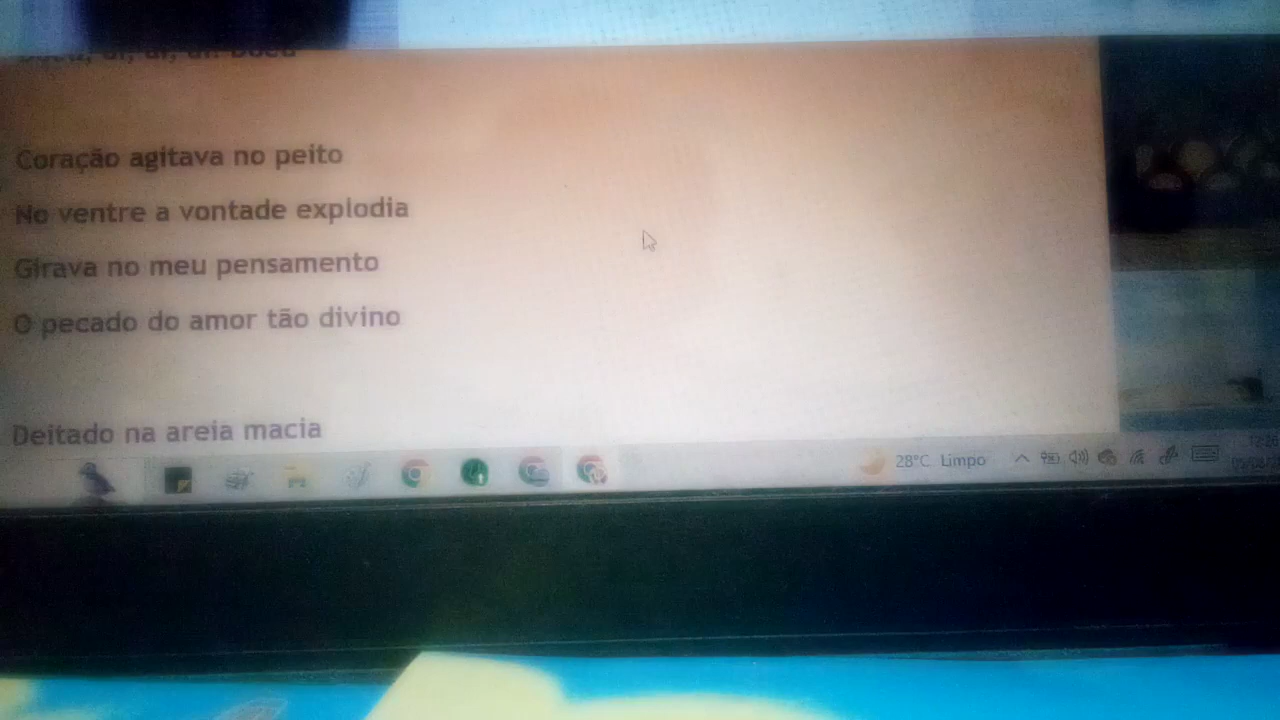 Coração agitava no peito
No ventre a vontade explodia
Girava no meu pensamento
O pecado do amor tão divino
Deitado na areia macia
28°C Limpo